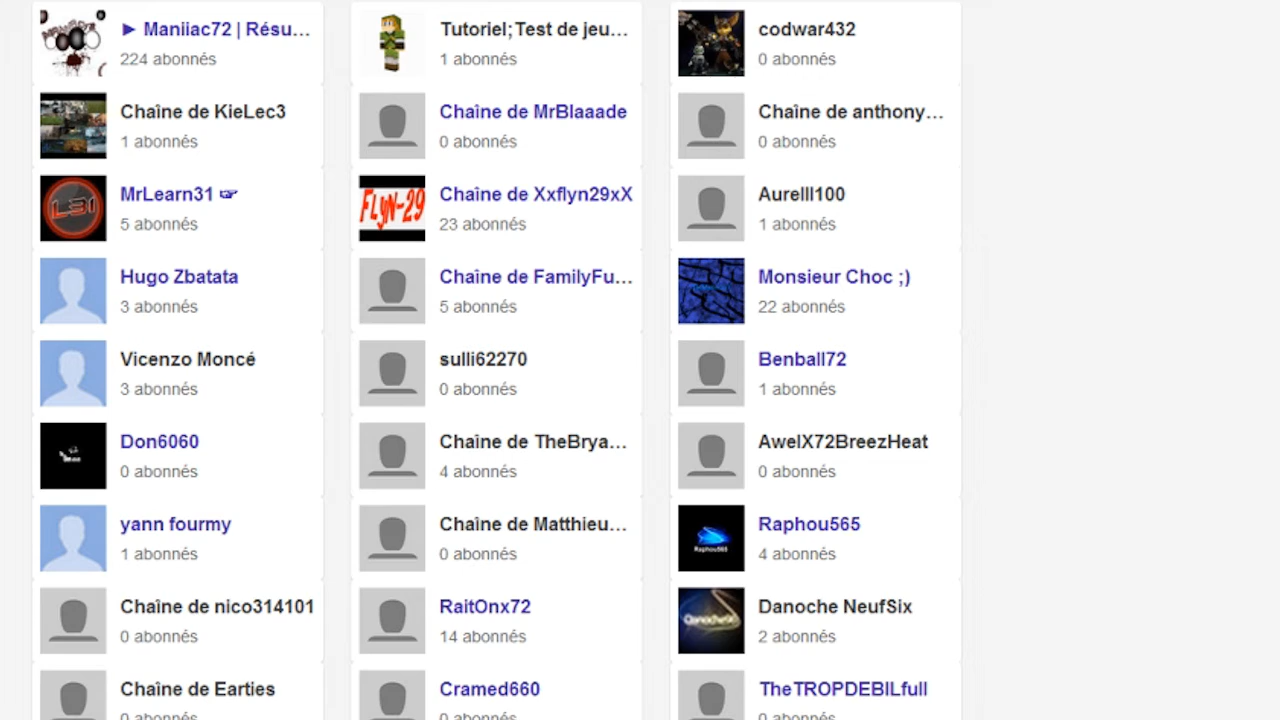 ► Maniiac72 | Résu...
224 abonnés
Tutoriel;Test de jeu...
1 abonnés
codwar432
0 abonnés
Chaîne de KieLec3
1 abonnés
Chaîne de MrBlaaade
0 abonnés
Chaîne de anthony...
0 abonnés
L31
MrLearn31 ☞
5 abonnés
FLyN-29
Chaîne de Xxflyn29xX
23 abonnés
Aurelll100
1 abonnés
Hugo Zbatata
3 abonnés
Chaîne de FamilyFu...
5 abonnés
Monsieur Choc ;)
22 abonnés
Vicenzo Moncé
3 abonnés
sulli62270
0 abonnés
Benball72
1 abonnés
Don6060
0 abonnés
Chaîne de TheBrya...
4 abonnés
AwelX72BreezHeat
0 abonnés
yann fourmy
1 abonnés
Chaîne de Matthieu...
0 abonnés
Raphou565
Raphou565
4 abonnés
Chaîne de nico314101
0 abonnés
RaitOnx72
14 abonnés
Danoche NeufSix
2 abonnés
Chaîne de Earties
0 abonnés
Cramed660
0 abonnés
TheTROPDEBILfull
0 abonnés